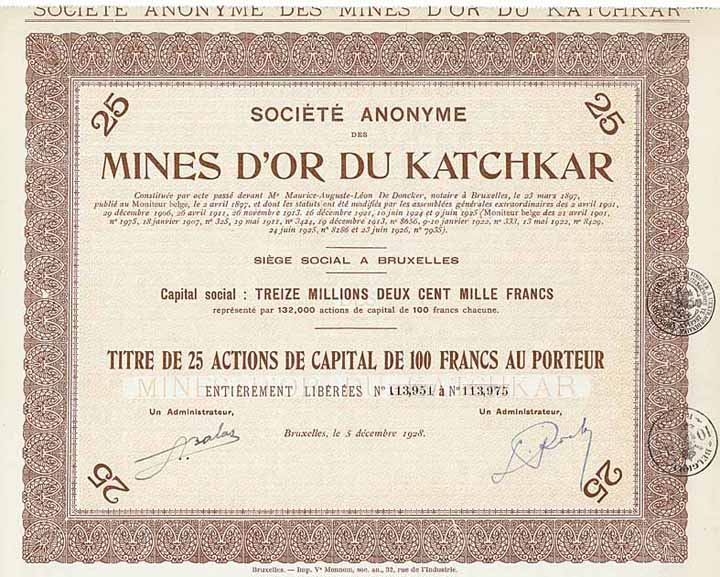 SOCIÉTÉ ANONYME DES MINES D'OR DU KATCHKAR
25 25
SOCIÉTÉ ANONYME
DES
MINES D'OR DU KATCHKAR
Constituée par acte passé devant Mᵉ Maurice-Auguste-Léon De Doncker, notaire à Bruxelles, le 23 mars 1897,
publié au Moniteur belge, le 2 avril 1897, et dont les statuts ont été modifiés par les assemblées générales extraordinaires des 2 avril 1901,
29 décembre 1906, 26 avril 1911, 26 novembre 1913, 16 décembre 1921, 10 juin 1924 et 9 juin 1925 (Moniteur belge des 21 avril 1901,
nº 1975, 18 janvier 1907, nº 325, 19 mai 1911, nº 3424, 19 décembre 1913, nº 8656, 9-10 janvier 1922, nº 333, 13 mai 1922, nº 8429,
24 juin 1925, nº 8186 et 23 juin 1926, nº 7935).
SIÈGE SOCIAL A BRUXELLES
Capital social : TREIZE MILLIONS DEUX CENT MILLE FRANCS
représenté par 132,000 actions de capital de 100 francs chacune.
TITRE DE 25 ACTIONS DE CAPITAL DE 100 FRANCS AU PORTEUR
MINES D'OR DU KATCHKAR
ENTIÈREMENT LIBÉRÉES Nº 113,951 à Nº 113,975
Un Administrateur, Un Administrateur,
Bruxelles, le 5 décembre 1928.
25 25
BELGIQUE
Bruxelles. — Imp. Vᵉ Monnom, soc. an., 32, rue de l'Industrie.